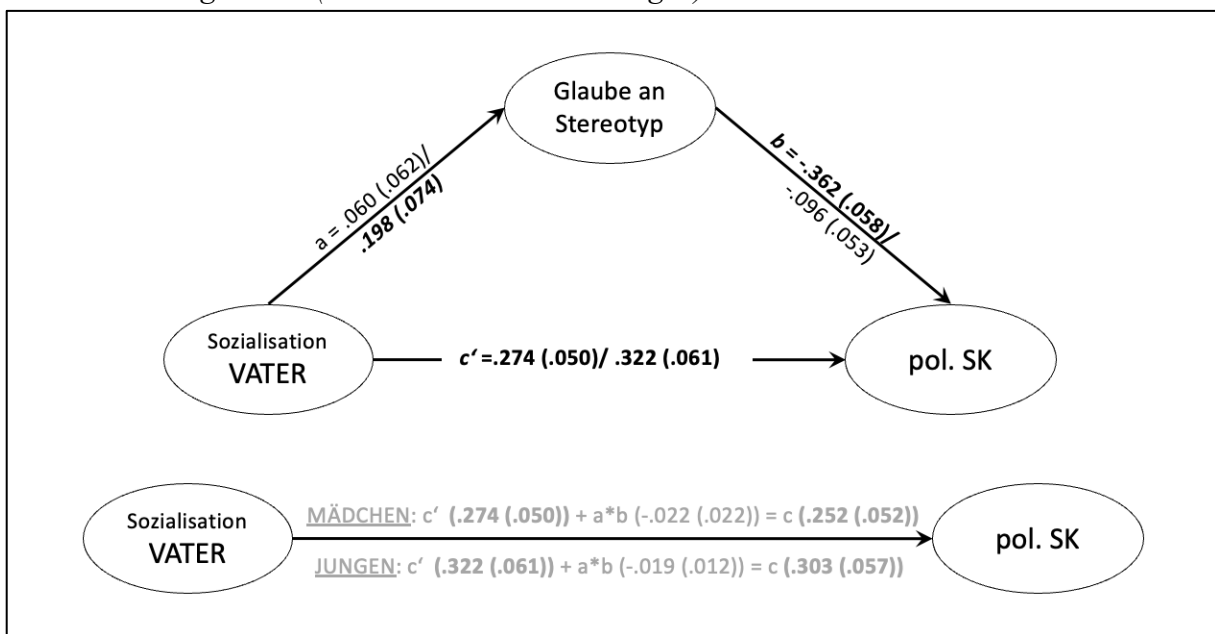 Glaube an
Stereotyp
a = .060 (.062)/
.198 (.074)
b = -.362 (.058)/
-.096 (.053)
Sozialisation
VATER
c‘ =.274 (.050)/ .322 (.061)
pol. SK
Sozialisation
VATER
MÄDCHEN: c‘ (.274 (.050)) + a*b (-.022 (.022)) = c (.252 (.052))
JUNGEN: c‘ (.322 (.061)) + a*b (-.019 (.012)) = c (.303 (.057))
pol. SK